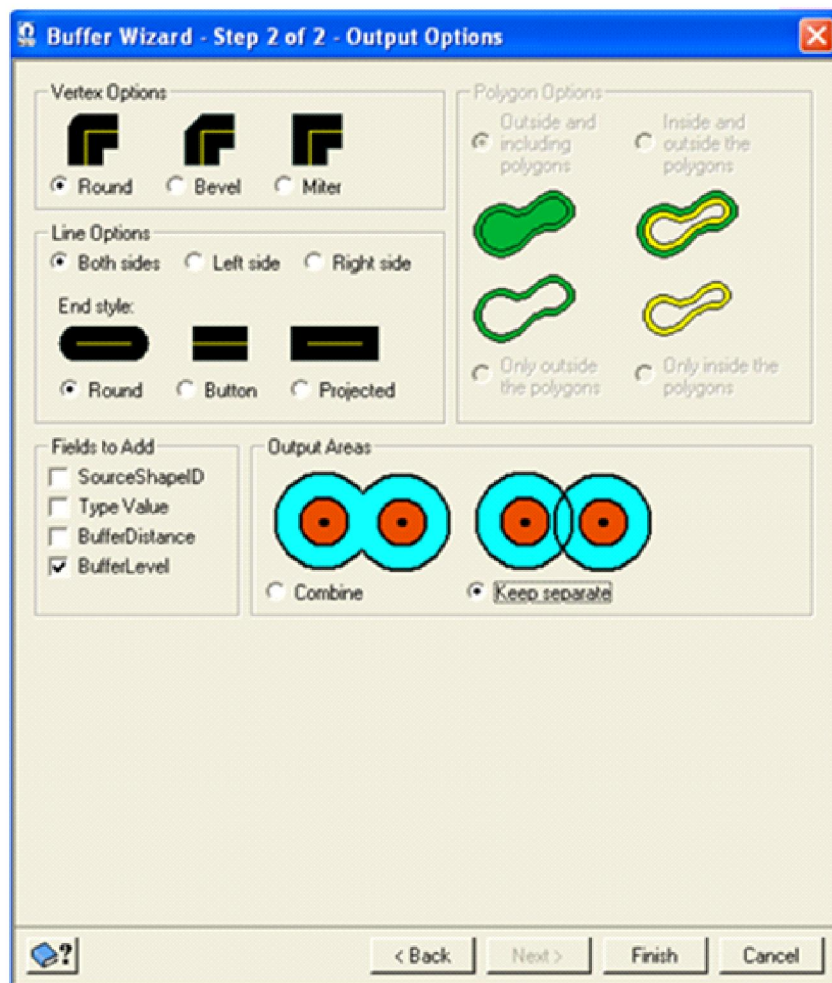 Buffer Wizard - Step 2 of 2 - Output Options
Vertex Options
Round
Bevel
Miter
Line Options
Both sides
Left side
Right side
End style:
Round
Button
Projected
Polygon Options
Outside and
including
polygons
Inside and
outside the
polygons
Only outside
the polygons
Only inside the
polygons
Fields to Add
SourceShapeID
Type Value
BufferDistance
BufferLevel
Output Areas
Combine
Keep separate
?
< Back
Next >
Finish
Cancel